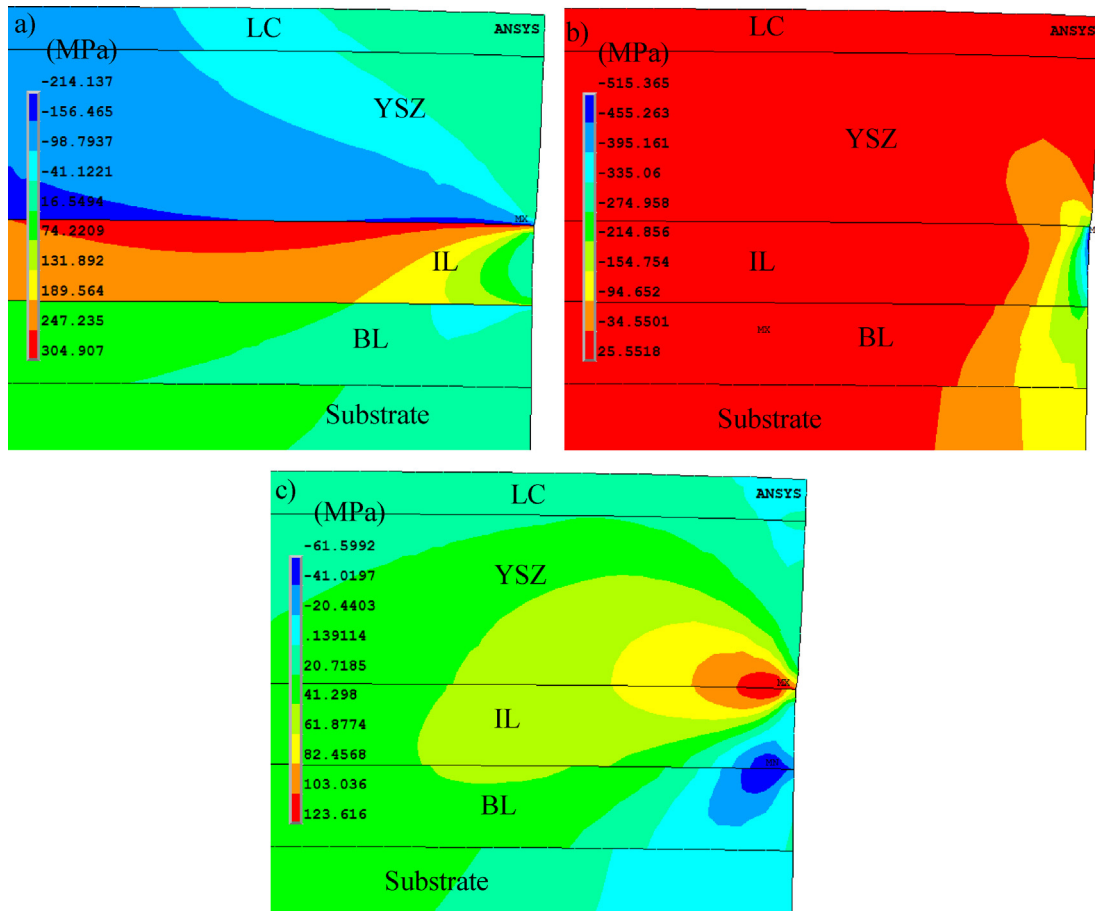 a)
LC
ANSYS
(MPa)
-214.137
-156.465
-98.7937
-41.1221
16.5494
74.2209
131.892
189.564
247.235
304.907
YSZ
MX
IL
BL
Substrate
b)
LC
ANSYS
(MPa)
-515.365
-455.263
-395.161
-335.06
-274.958
-214.856
-154.754
-94.652
-34.5501
25.5518
YSZ
IL
MX
BL
Substrate
c)
LC
ANSYS
(MPa)
-61.5992
-41.0197
-20.4403
.139114
20.7185
41.298
61.8774
82.4568
103.036
123.616
YSZ
MX
IL
MN
BL
Substrate